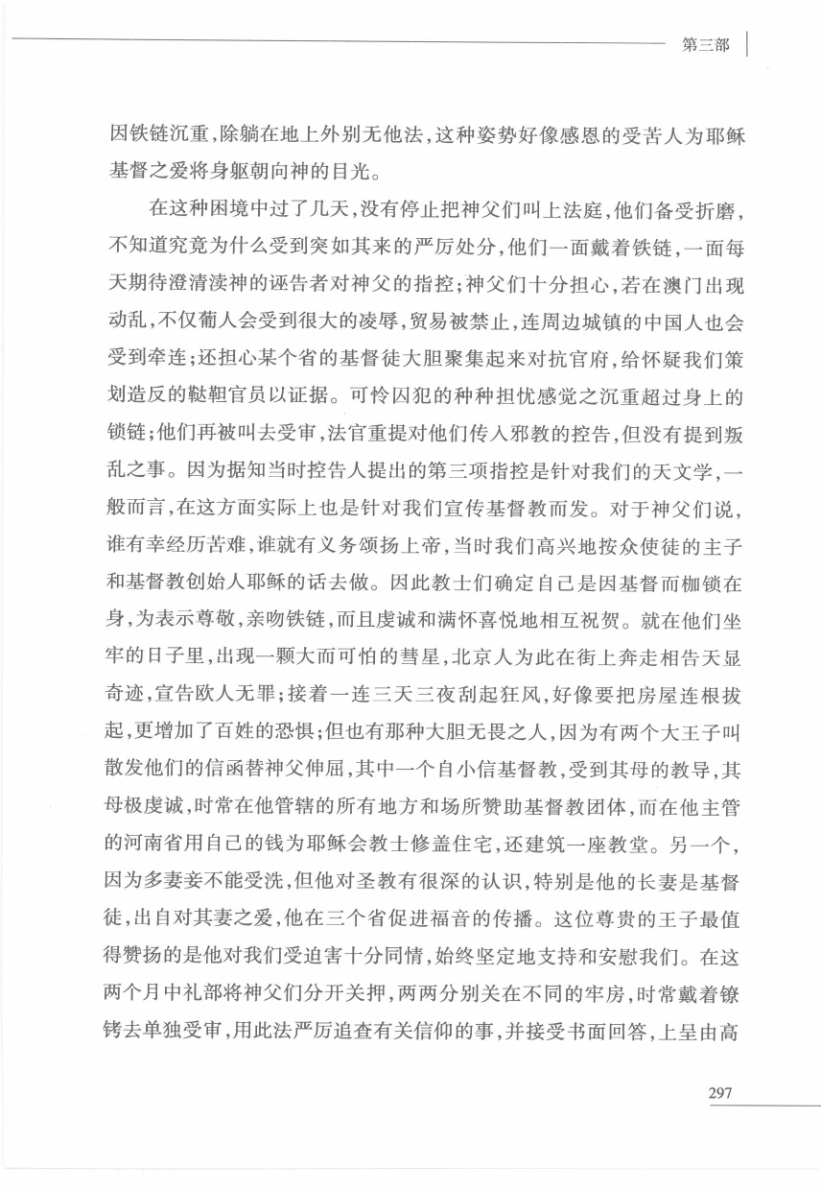 第三部
因铁链沉重,除躺在地上外别无他法,这种姿势好像感恩的受苦人为耶稣
基督之爱将身躯朝向神的目光。
在这种困境中过了几天,没有停止把神父们叫上法庭,他们备受折磨,
不知道究竟为什么受到突如其来的严厉处分,他们一面戴着铁链,一面每
天期待澄清渎神的诬告者对神父的指控;神父们十分担心,若在澳门出现
动乱,不仅葡人会受到很大的凌辱,贸易被禁止,连周边城镇的中国人也会
受到牵连;还担心某个省的基督徒大胆聚集起来对抗官府,给怀疑我们策
划造反的鞑靼官员以证据。可怜囚犯的种种担忧感觉之沉重超过身上的
锁链;他们再被叫去受审,法官重提对他们传入邪教的控告,但没有提到叛
乱之事。因为据知当时控告人提出的第三项指控是针对我们的天文学,一
般而言,在这方面实际上也是针对我们宣传基督教而发。对于神父们说,
谁有幸经历苦难,谁就有义务颂扬上帝,当时我们高兴地按众使徒的主子
和基督教创始人耶稣的话去做。因此教士们确定自己是因基督而枷锁在
身,为表示尊敬,亲吻铁链,而且虔诚和满怀喜悦地相互祝贺。就在他们坐
牢的日子里,出现一颗大而可怕的彗星,北京人为此在街上奔走相告天显
奇迹,宣告欧人无罪;接着一连三天三夜刮起狂风,好像要把房屋连根拔
起,更增加了百姓的恐惧;但也有那种大胆无畏之人,因为有两个大王子叫
散发他们的信函替神父伸屈,其中一个自小信基督教,受到其母的教导,其
母极虔诚,时常在他管辖的所有地方和场所赞助基督教团体,而在他主管
的河南省用自己的钱为耶稣会教士修盖住宅,还建筑一座教堂。另一个,
因为多妻妾不能受洗,但他对圣教有很深的认识,特别是他的长妻是基督
徒,出自对其妻之爱,他在三个省促进福音的传播。这位尊贵的王子最值
得赞扬的是他对我们受迫害十分同情,始终坚定地支持和安慰我们。在这
两个月中礼部将神父们分开关押,两两分别关在不同的牢房,时常戴着镣
铐去单独受审,用此法严厉追查有关信仰的事,并接受书面回答,上呈由高
297